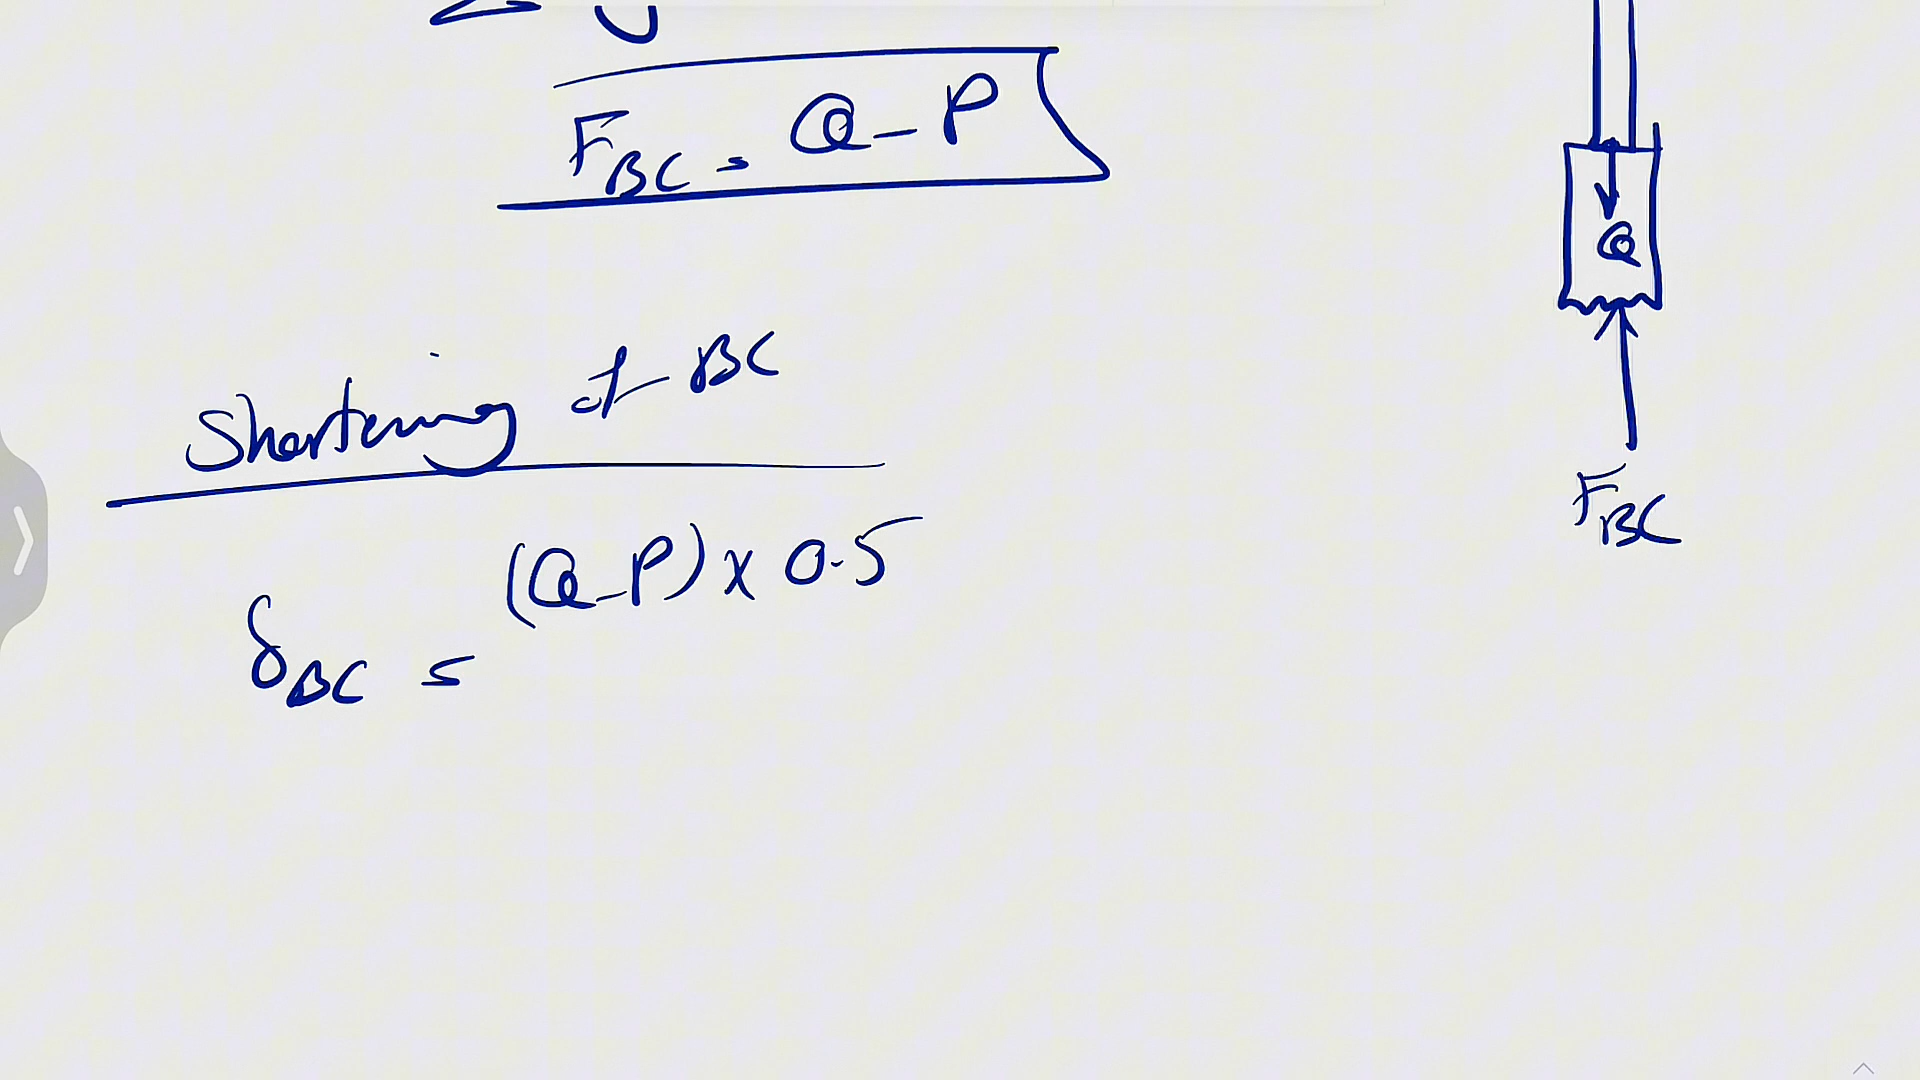 F_BC = Q - P
Q
Shortening of BC
F_BC
(Q-P) x 0.5
δ_BC =